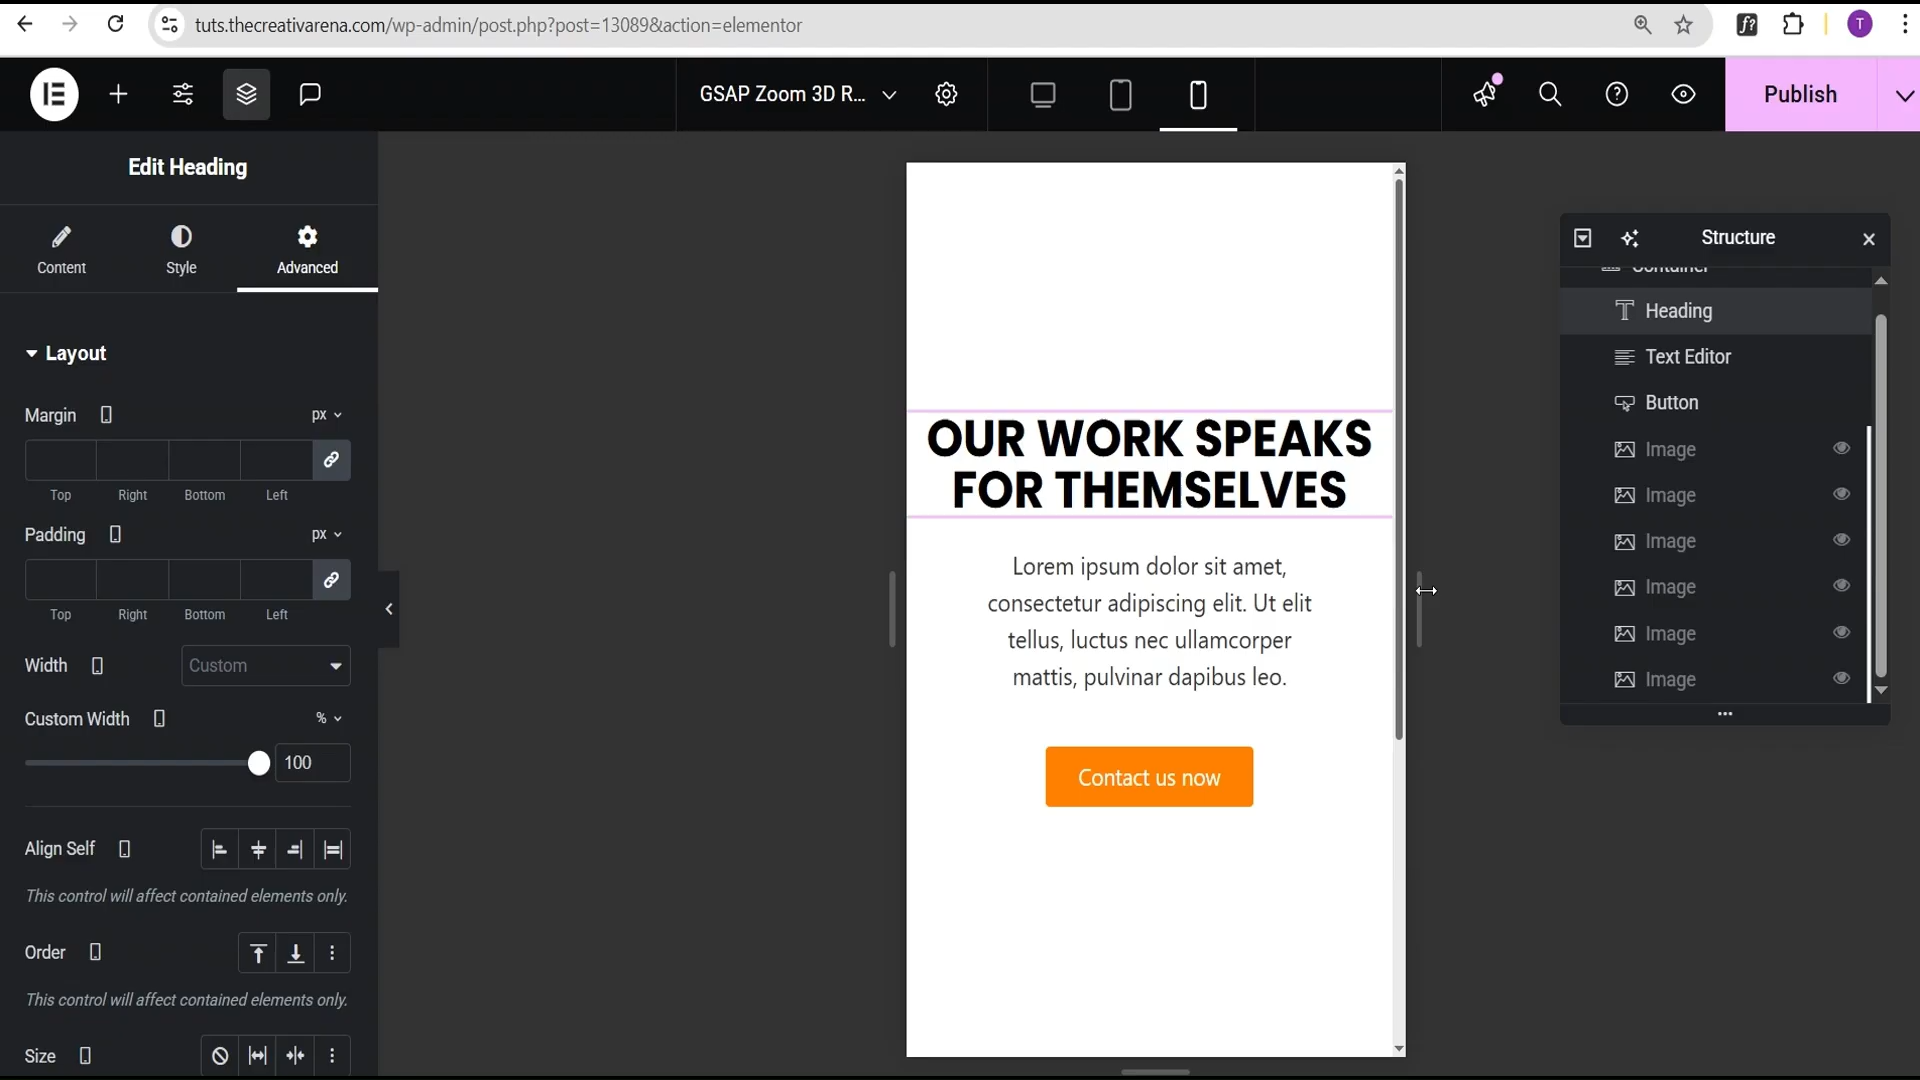 tuts.thecreativarena.com/wp-admin/post.php?post=13089&action=elementor
T
GSAP Zoom 3D R...
Publish
Edit Heading
Content
Style
Advanced
Layout
Margin
px
Top
Right
Bottom
Left
Padding
px
Top
Right
Bottom
Left
Width
Custom
Custom Width
%
100
Align Self
This control will affect contained elements only.
Order
This control will affect contained elements only.
Size
OUR WORK SPEAKS
FOR THEMSELVES
Lorem ipsum dolor sit amet,
consectetur adipiscing elit. Ut elit
tellus, luctus nec ullamcorper
mattis, pulvinar dapibus leo.
Contact us now
Structure
Container
Heading
Text Editor
Button
Image
Image
Image
Image
Image
Image